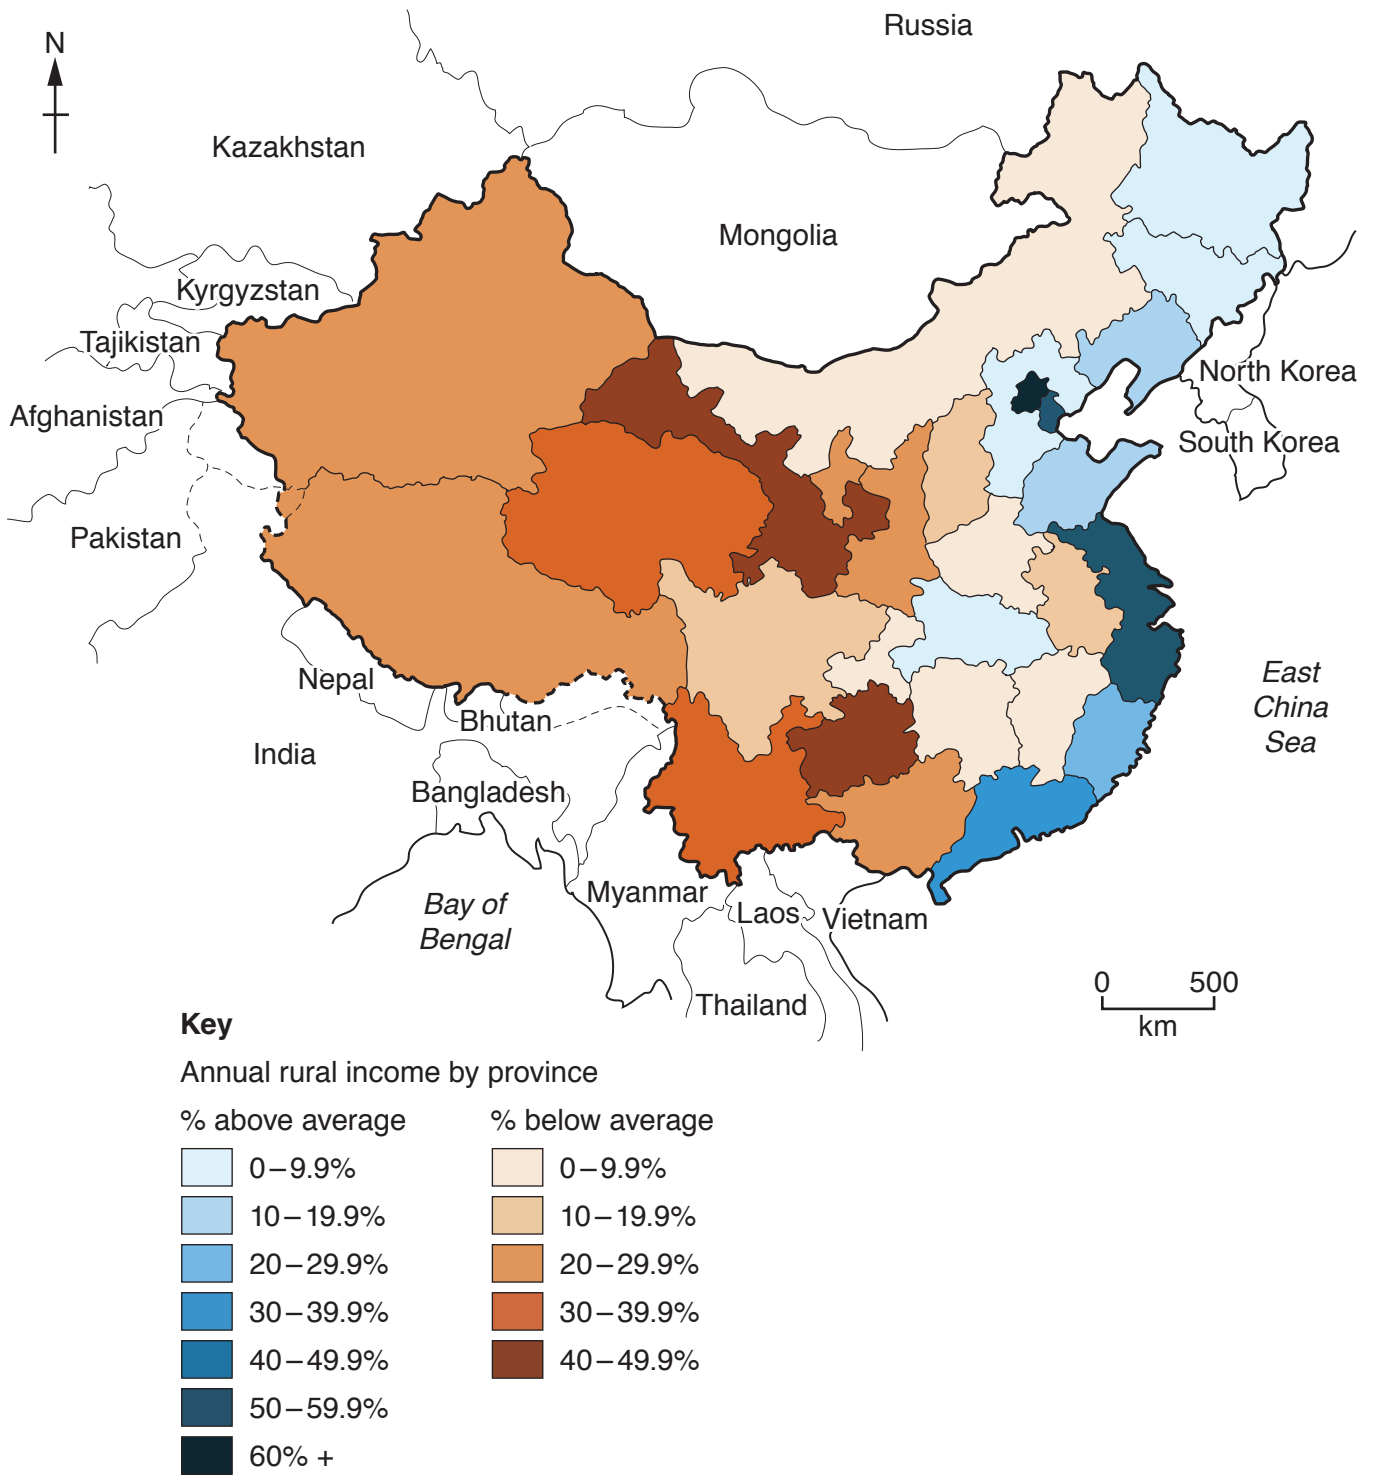 Russia
N
Kazakhstan
Mongolia
Kyrgyzstan
Tajikistan
North Korea
Afghanistan
South Korea
Pakistan
East
China
Sea
Nepal
Bhutan
India
Bangladesh
Myanmar
Bay of
Bengal
Laos
Vietnam
0 500
km
Thailand
Key
Annual rural income by province
% above average
% below average
0–9.9%
0–9.9%
10–19.9%
10–19.9%
20–29.9%
20–29.9%
30–39.9%
30–39.9%
40–49.9%
40–49.9%
50–59.9%
60% +